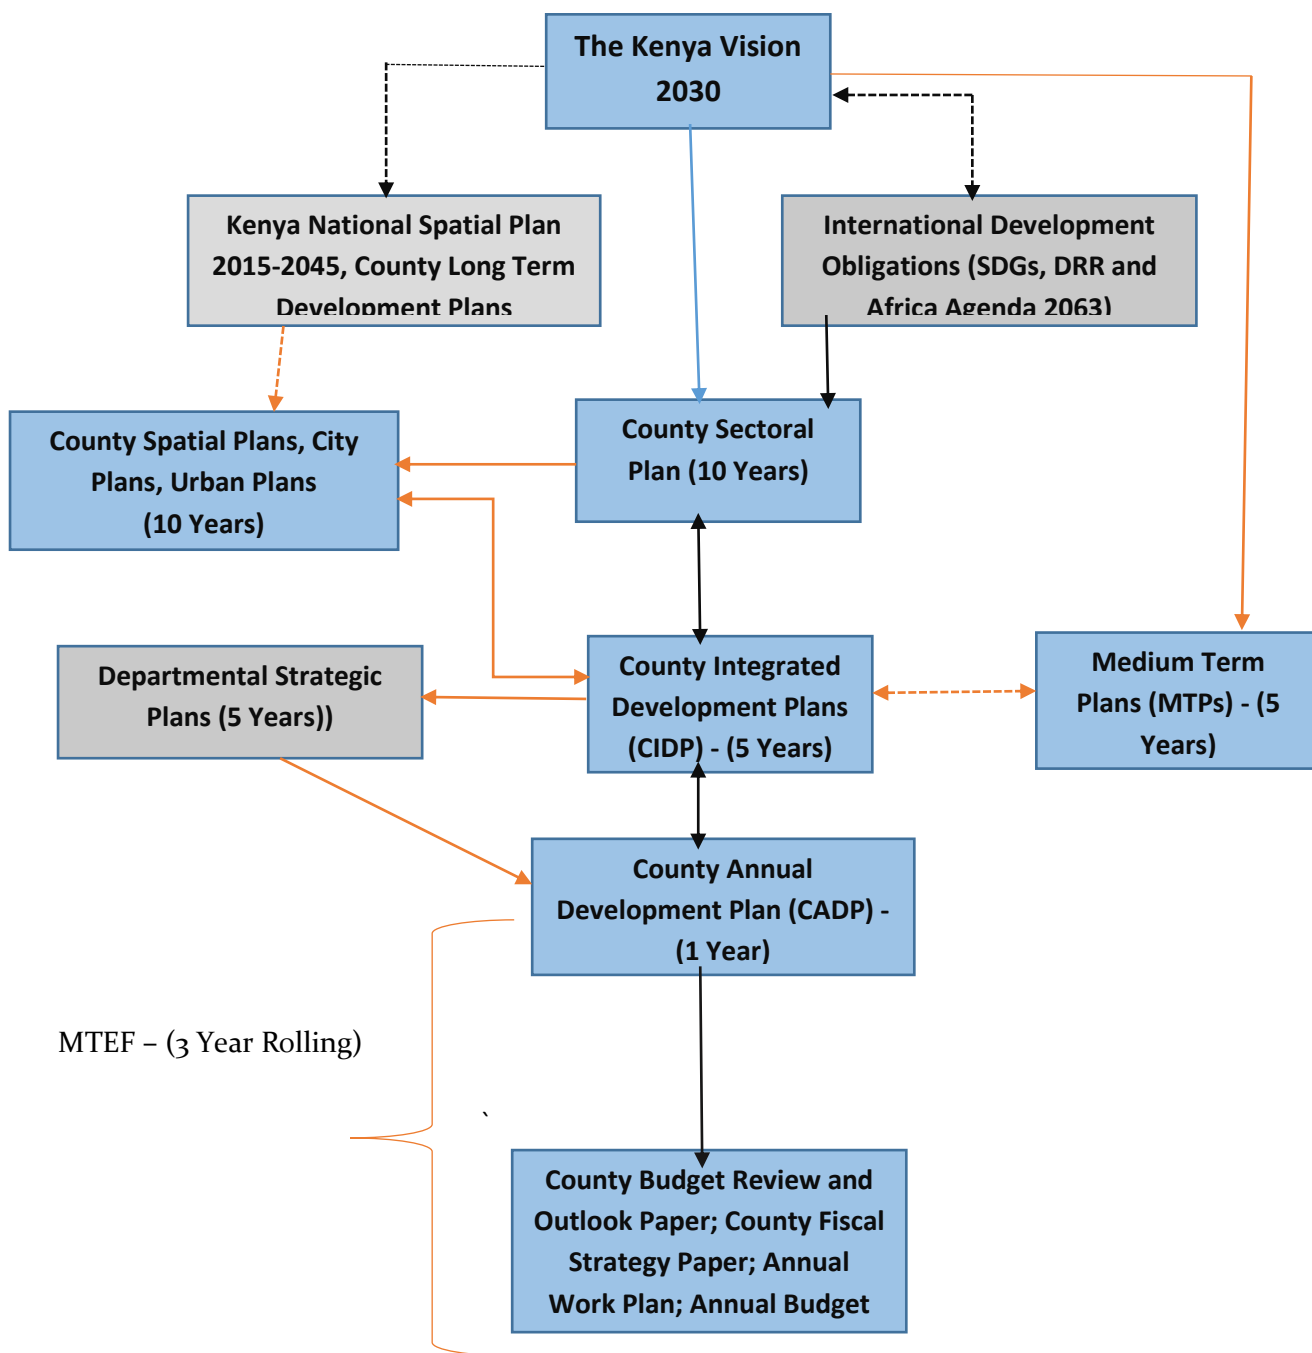 The Kenya Vision
2030
Kenya National Spatial Plan
2015-2045, County Long Term
Development Plans
International Development
Obligations (SDGs, DRR and
Africa Agenda 2063)
County Spatial Plans, City
Plans, Urban Plans
(10 Years)
County Sectoral
Plan (10 Years)
Departmental Strategic
Plans (5 Years))
County Integrated
Development Plans
(CIDP) - (5 Years)
Medium Term
Plans (MTPs) - (5
Years)
County Annual
Development Plan (CADP) -
(1 Year)
MTEF – (3 Year Rolling)
`
County Budget Review and
Outlook Paper; County Fiscal
Strategy Paper; Annual
Work Plan; Annual Budget